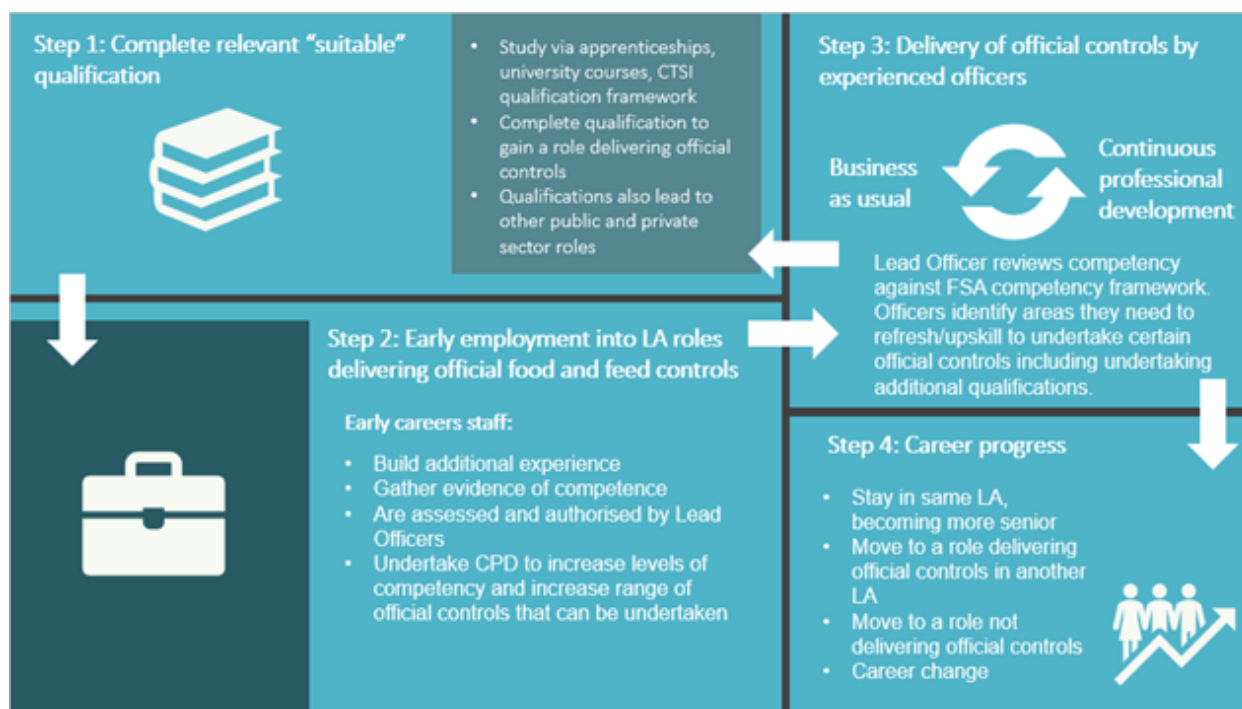 Step 1: Complete relevant “suitable”
qualification
• Study via apprenticeships,
university courses, CTSI
qualification framework
• Complete qualification to
gain a role delivering official
controls
• Qualifications also lead to
other public and private
sector roles
Step 2: Early employment into LA roles
delivering official food and feed controls
Early careers staff:
• Build additional experience
• Gather evidence of competence
• Are assessed and authorised by Lead
Officers
• Undertake CPD to increase levels of
competency and increase range of
official controls that can be undertaken
Step 3: Delivery of official controls by
experienced officers
Business
as usual
Continuous
professional
development
Lead Officer reviews competency
against FSA competency framework.
Officers identify areas they need to
refresh/upskill to undertake certain
official controls including undertaking
additional qualifications.
Step 4: Career progress
• Stay in same LA,
becoming more senior
• Move to a role delivering
official controls in another
LA
• Move to a role not
delivering official controls
• Career change